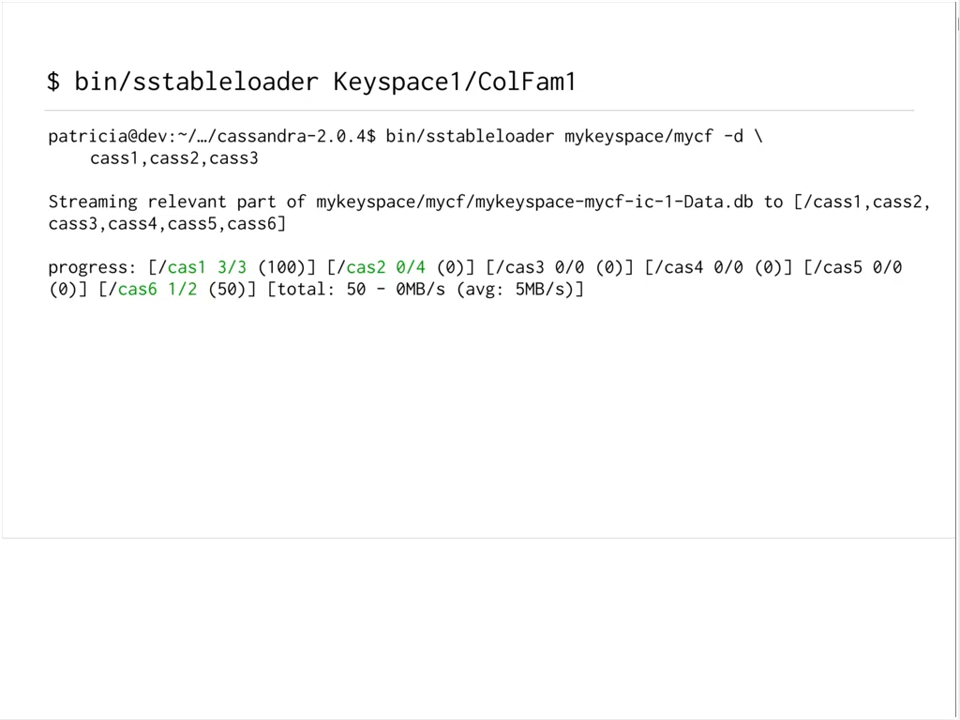 $ bin/sstableloader Keyspace1/ColFam1
patricia@dev:~/…/cassandra-2.0.4$ bin/sstableloader mykeyspace/mycf -d \
cass1,cass2,cass3
Streaming relevant part of mykeyspace/mycf/mykeyspace-mycf-ic-1-Data.db to [/cass1,cass2,
cass3,cass4,cass5,cass6]
progress: [/cas1 3/3 (100)] [/cas2 0/4 (0)] [/cas3 0/0 (0)] [/cas4 0/0 (0)] [/cas5 0/0
(0)] [/cas6 1/2 (50)] [total: 50 - 0MB/s (avg: 5MB/s)]